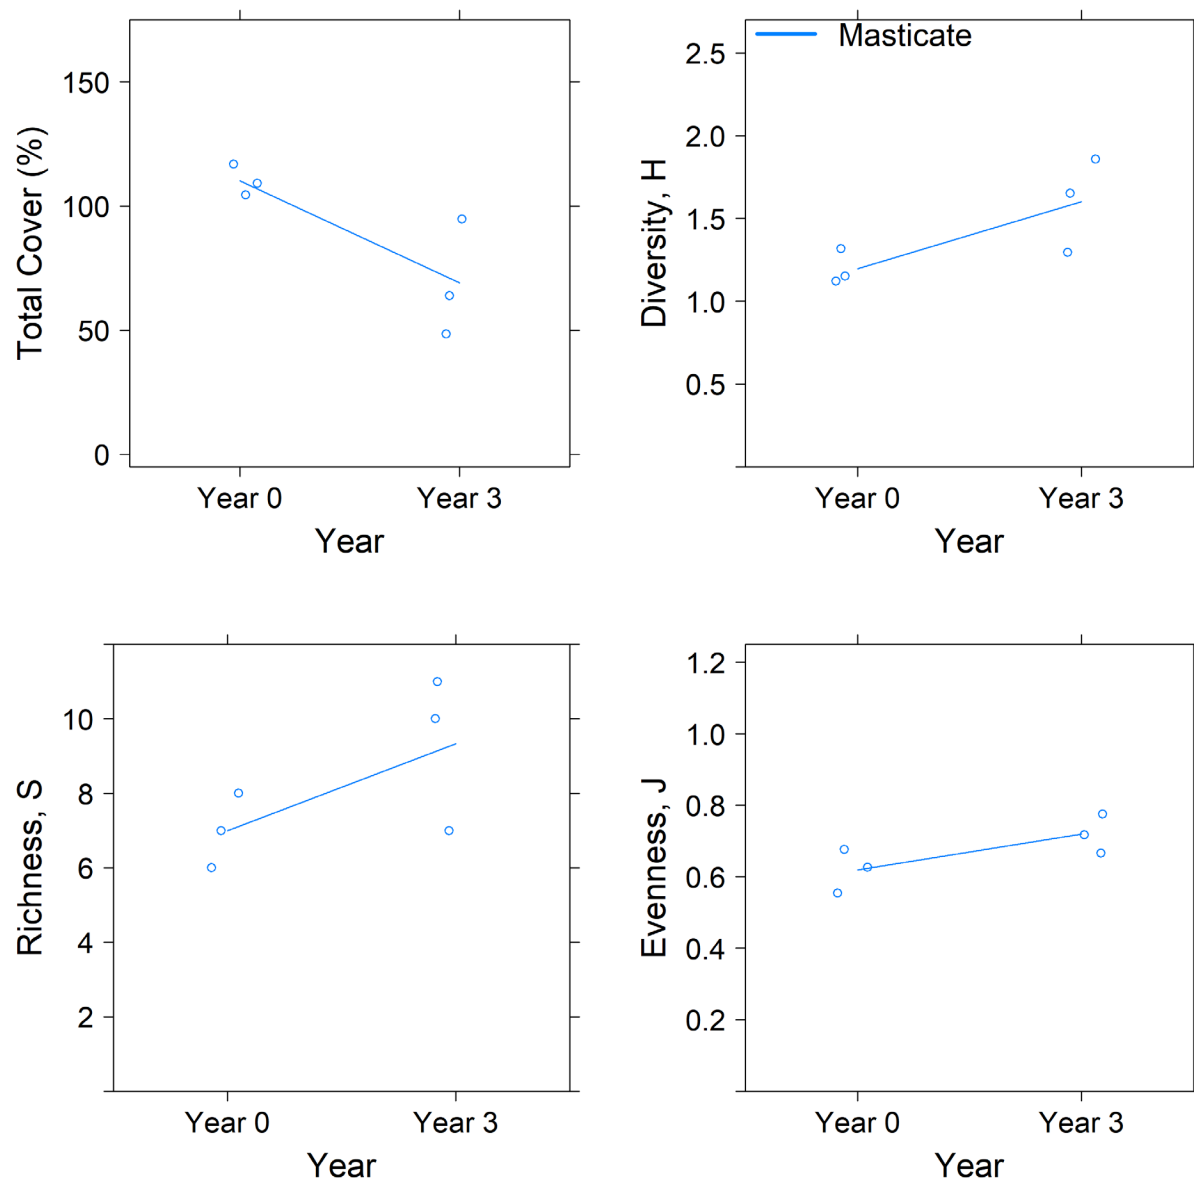 Total Cover (%)
150
100
50
0
Year 0
Year 3
Year
Masticate
Diversity, H
2.5
2.0
1.5
1.0
0.5
Year 0
Year 3
Year
Richness, S
10
8
6
4
2
Year 0
Year 3
Year
Evenness, J
1.2
1.0
0.8
0.6
0.4
0.2
Year 0
Year 3
Year